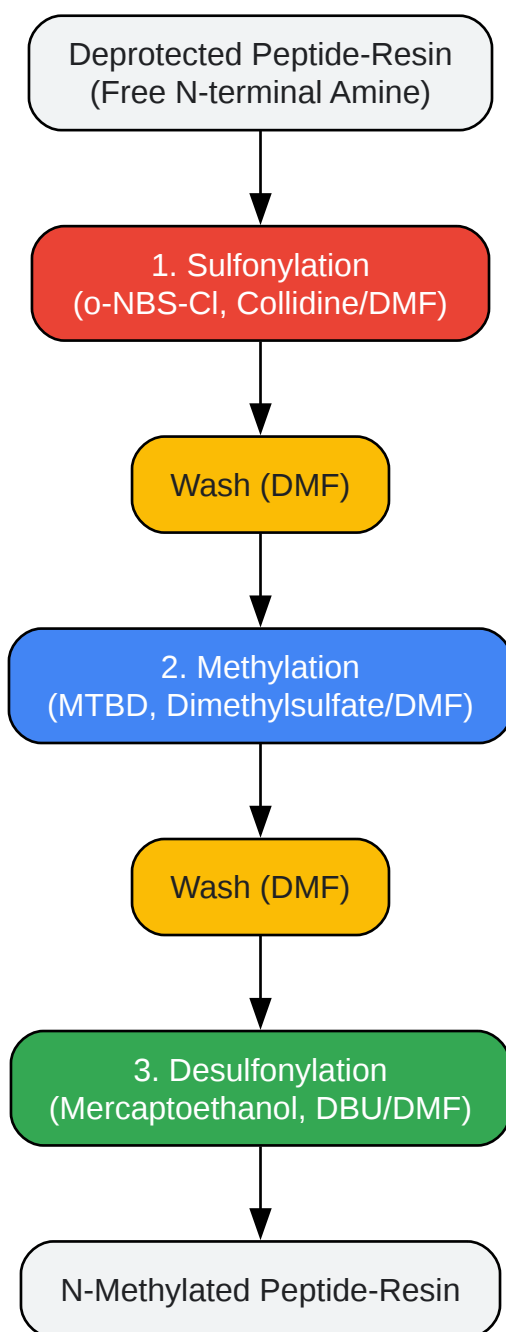 Deprotected Peptide-Resin
(Free N-terminal Amine)
1. Sulfonylation
(o-NBS-Cl, Collidine/DMF)
Wash (DMF)
2. Methylation
(MTBD, Dimethylsulfate/DMF)
Wash (DMF)
3. Desulfonylation
(Mercaptoethanol, DBU/DMF)
N-Methylated Peptide-Resin